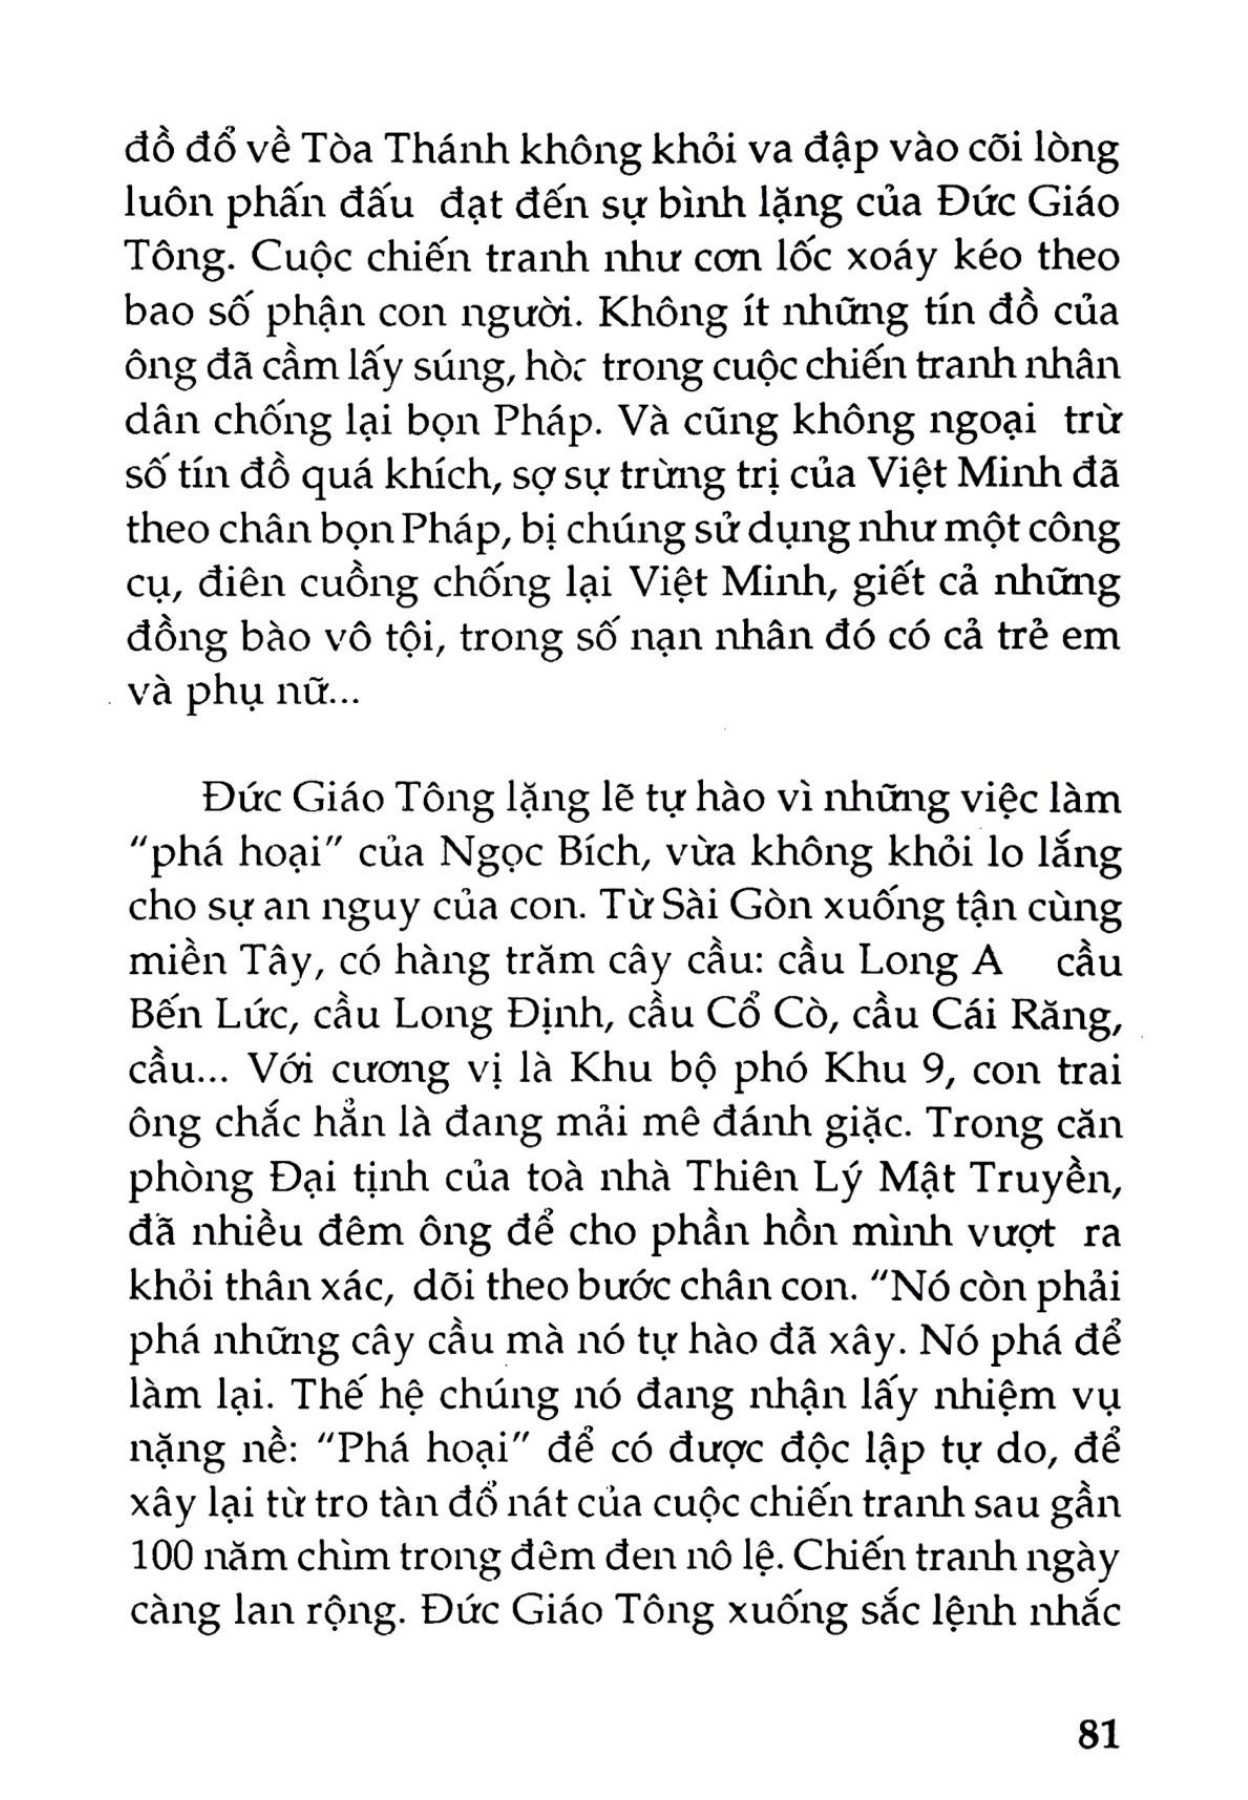 đồ đổ về Tòa Thánh không khỏi va đập vào cõi lòng
luôn phấn đấu đạt đến sự bình lặng của Đức Giáo
Tông. Cuộc chiến tranh như cơn lốc xoáy kéo theo
bao số phận con người. Không ít những tín đồ của
ông đã cầm lấy súng, trong cuộc chiến tranh nhân
dân chống lại bọn Pháp. Và cũng không ngoại trừ
số tín đồ quá khích, sợ sự trừng trị của Việt Minh đã
theo chân bọn Pháp, bị chúng sử dụng như một công
cụ, điên cuồng chống lại Việt Minh, giết cả những
đồng bào vô tội, trong số nạn nhân đó có cả trẻ em
và phụ nữ...
Đức Giáo Tông lặng lẽ tự hào vì những việc làm
"phá hoại" của Ngọc Bích, vừa không khỏi lo lắng
cho sự an nguy của con. Từ Sài Gòn xuống tận cùng
miền Tây, có hàng trăm cây cầu: cầu Long A cầu
Bến Lức, cầu Long Định, cầu Cổ Cò, cầu Cái Răng,
cầu... Với cương vị là Khu bộ phó Khu 9, con trai
ông chắc hẳn là đang mải mê đánh giặc. Trong căn
phòng Đại tịnh của toà nhà Thiên Lý Mật Truyền,
đã nhiều đêm ông để cho phần hồn mình vượt ra
khỏi thân xác, dõi theo bước chân con. "Nó còn phải
phá những cây cầu mà nó tự hào đã xây. Nó phá để
làm lại. Thế hệ chúng nó đang nhận lấy nhiệm vụ
nặng nề: "Phá hoại" để có được độc lập tự do, để
xây lại từ tro tàn đổ nát của cuộc chiến tranh sau gần
100 năm chìm trong đêm đen nô lệ. Chiến tranh ngày
càng lan rộng. Đức Giáo Tông xuống sắc lệnh nhắc
81